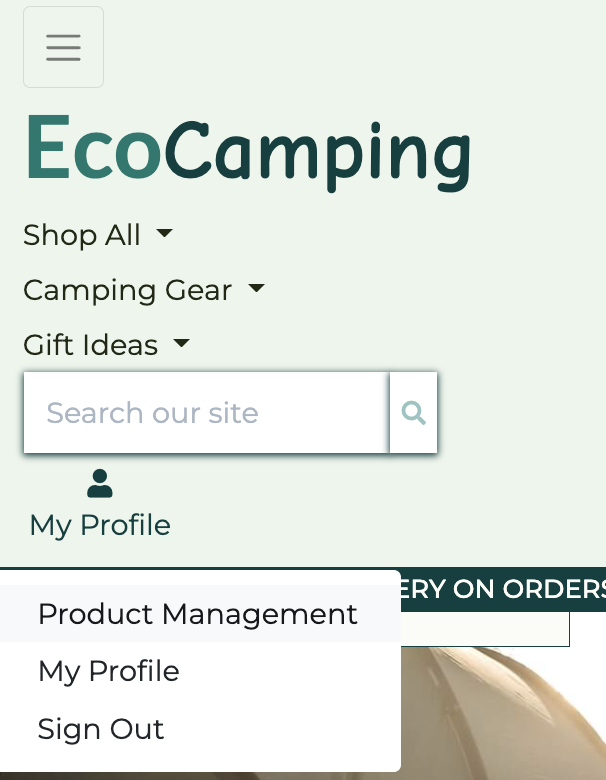 EcoCamping
Shop All
Camping Gear
Gift Ideas
Search our site
My Profile
ON ORDERS
Product Management
My Profile
Sign Out